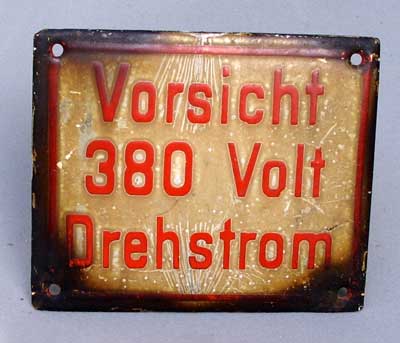 Vorsicht
380 Volt
Drehstrom